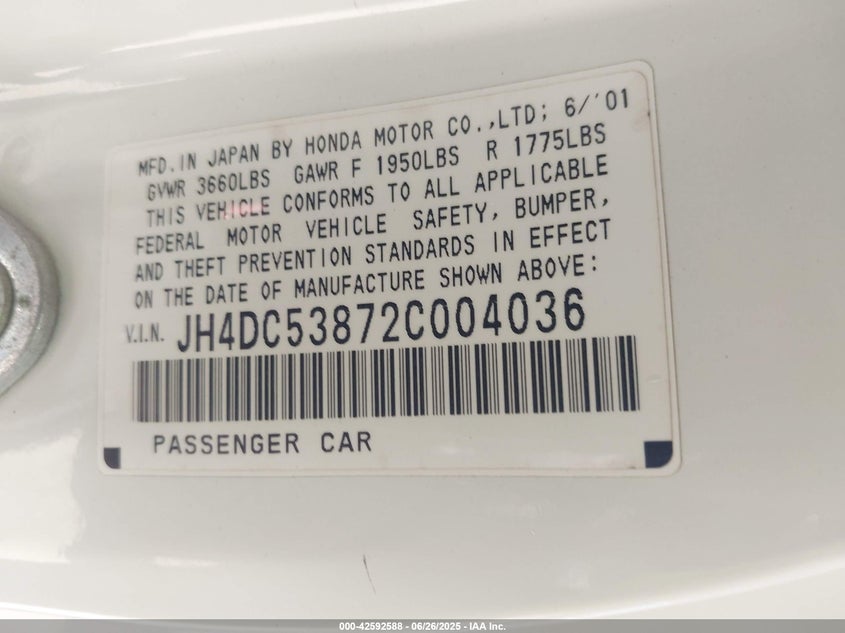 MFD. IN JAPAN BY HONDA MOTOR CO.,LTD; 6/'01
GVWR 3660LBS GAWR F 1950LBS R 1775LBS
THIS VEHICLE CONFORMS TO ALL APPLICABLE
FEDERAL MOTOR VEHICLE SAFETY, BUMPER,
AND THEFT PREVENTION STANDARDS IN EFFECT
ON THE DATE OF MANUFACTURE SHOWN ABOVE:
V.I.N. JH4DC53872C004036
PASSENGER CAR
000-42592588 - 06/26/2025 - IAA Inc.